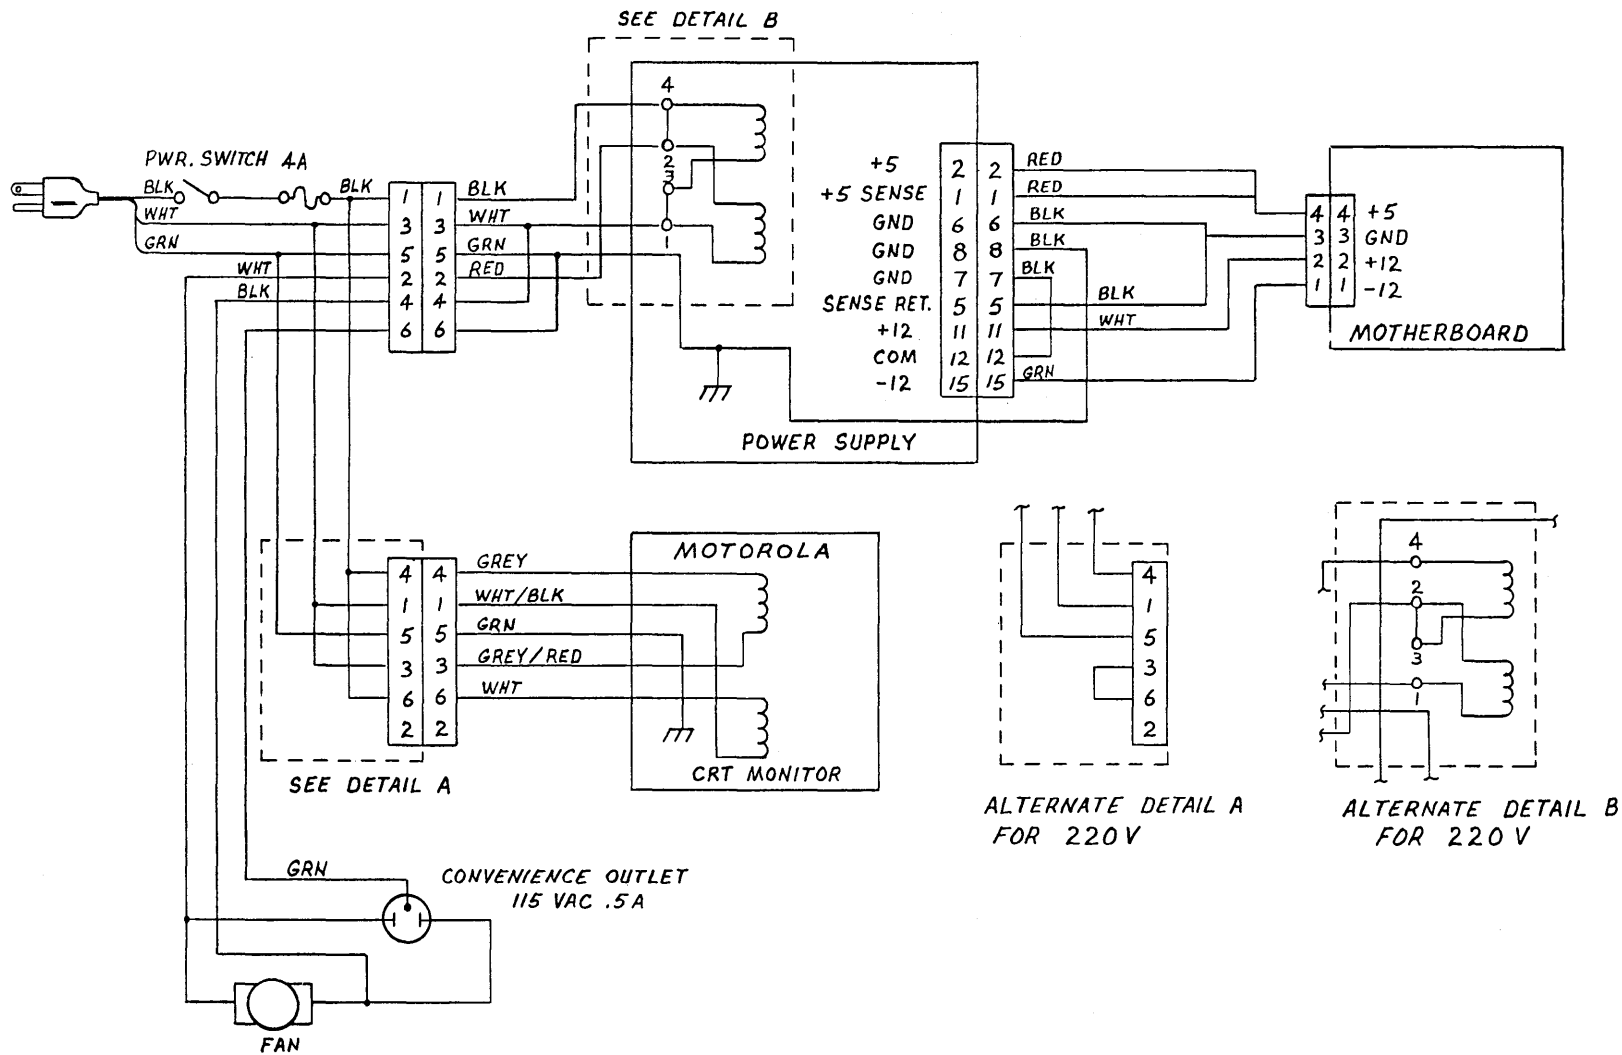 SEE DETAIL B
PWR. SWITCH 4A
BLK
BLK
WHT
GRN
WHT
BLK
1 1 BLK
3 3 WHT
5 5 GRN
2 2 RED
4 4
6 6
4
2
3
1
+5 2 2 RED
+5 SENSE 1 1 RED
GND 6 6 BLK
GND 8 8 BLK
GND 7 7 BLK
SENSE RET. 5 5 BLK
+12 11 11 WHT
COM 12 12
-12 15 15 GRN
POWER SUPPLY
4 4 +5
3 3 GND
2 2 +12
1 1 -12
MOTHERBOARD
MOTOROLA
4 4 GREY
1 1 WHT/BLK
5 5 GRN
3 3 GREY/RED
6 6 WHT
2 2
CRT MONITOR
SEE DETAIL A
4
1
5
3
6
2
ALTERNATE DETAIL A
FOR 220V
4
2
3
1
ALTERNATE DETAIL B
FOR 220V
GRN
CONVENIENCE OUTLET
115 VAC .5A
FAN